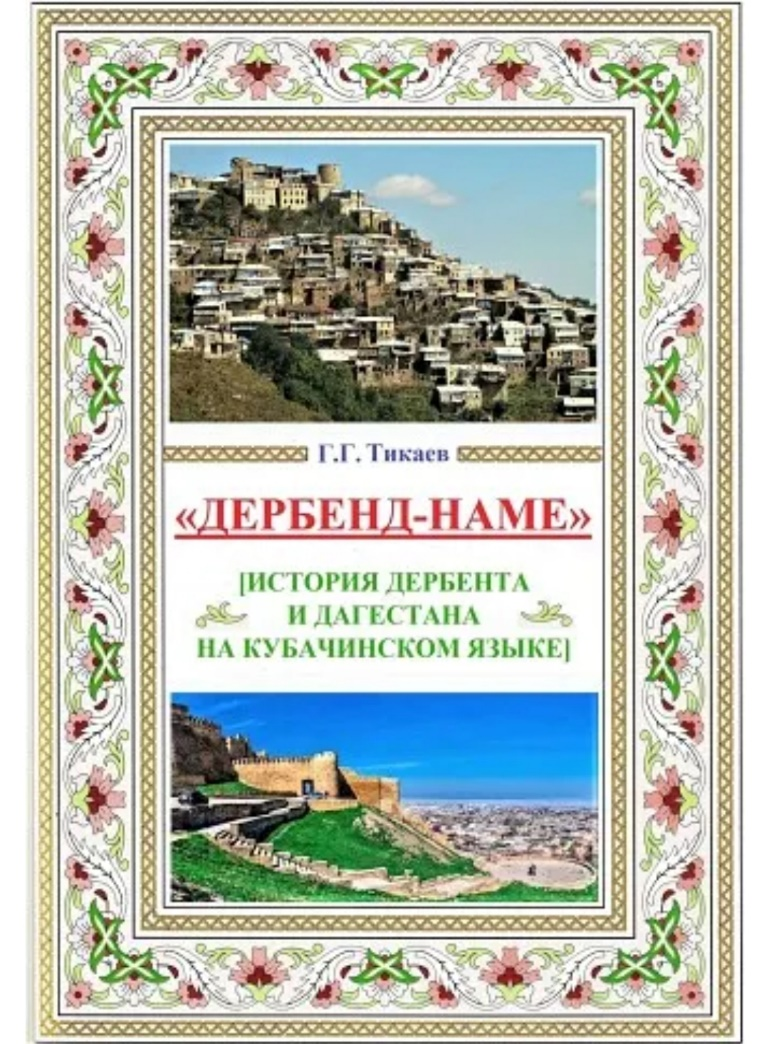 Г.Г. Тикаев
«ДЕРБЕНД-НАМЕ»
[ИСТОРИЯ ДЕРБЕНТА
И ДАГЕСТАНА
НА КУБАЧИНСКОМ ЯЗЫКЕ]